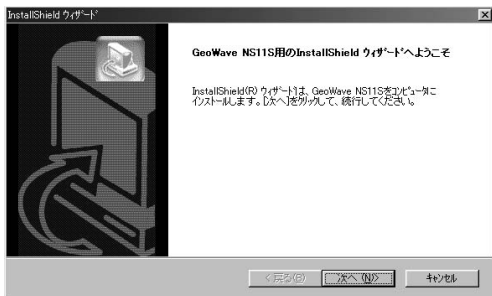 InstallShield ウィザード
GeoWave NS11S用のInstallShield ウィザードへようこそ
InstallShield(R) ウィザードは、GeoWave NS11Sをコンピュータに
インストールします。[次へ]をクリックして、続行してください。
< 戻る(B)
次へ (N)>
キャンセル